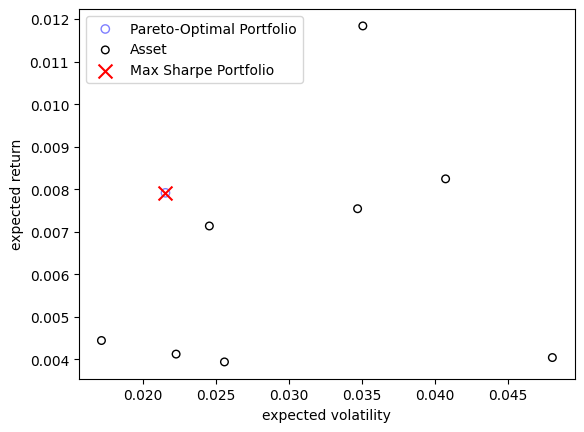 Pareto-Optimal Portfolio
Asset
Max Sharpe Portfolio
0.012
0.011
0.010
0.009
0.008
0.007
0.006
0.005
0.004
expected return
0.020 0.025 0.030 0.035 0.040 0.045
expected volatility